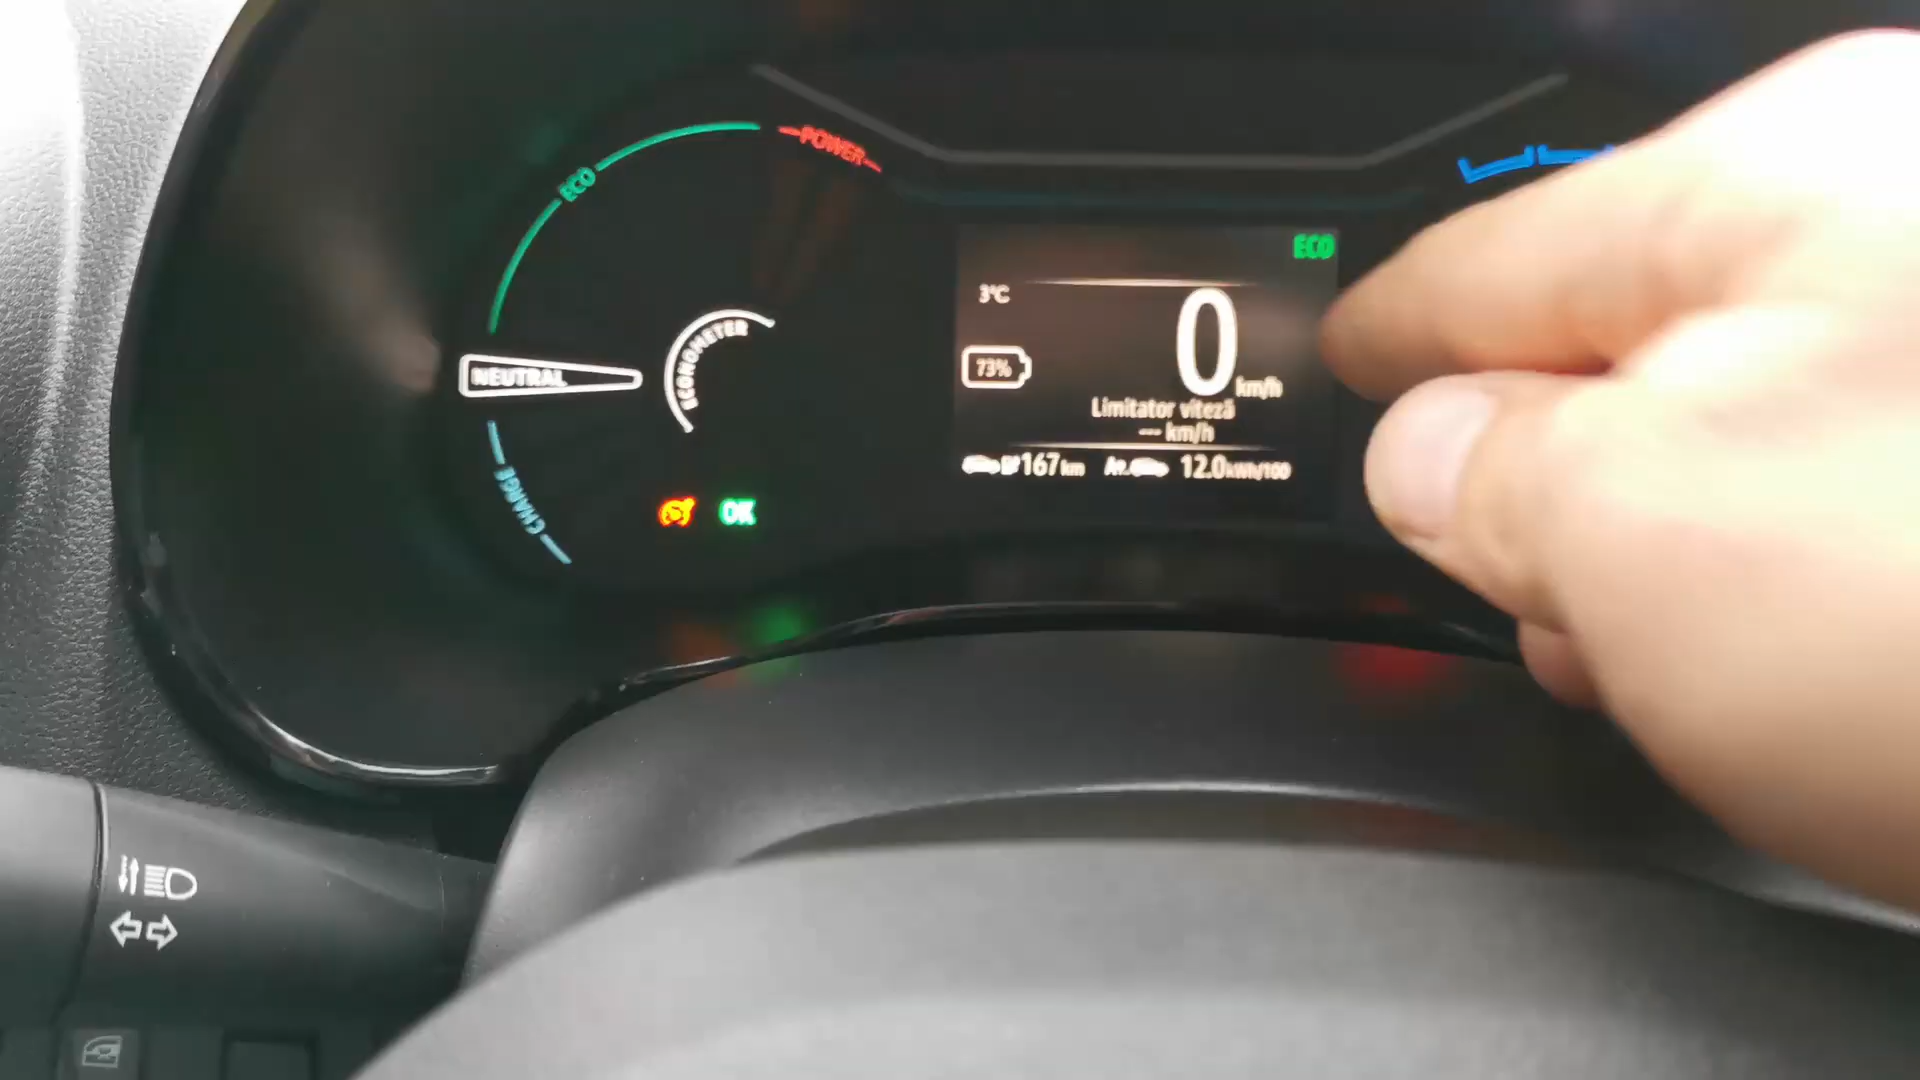 POWER
ECO
ECO
3°C
0 km/h
ECONOMETER
73%
NEUTRAL
Limitator viteză
--- km/h
167 km
12.0 kWh/100
CHARGE
OK